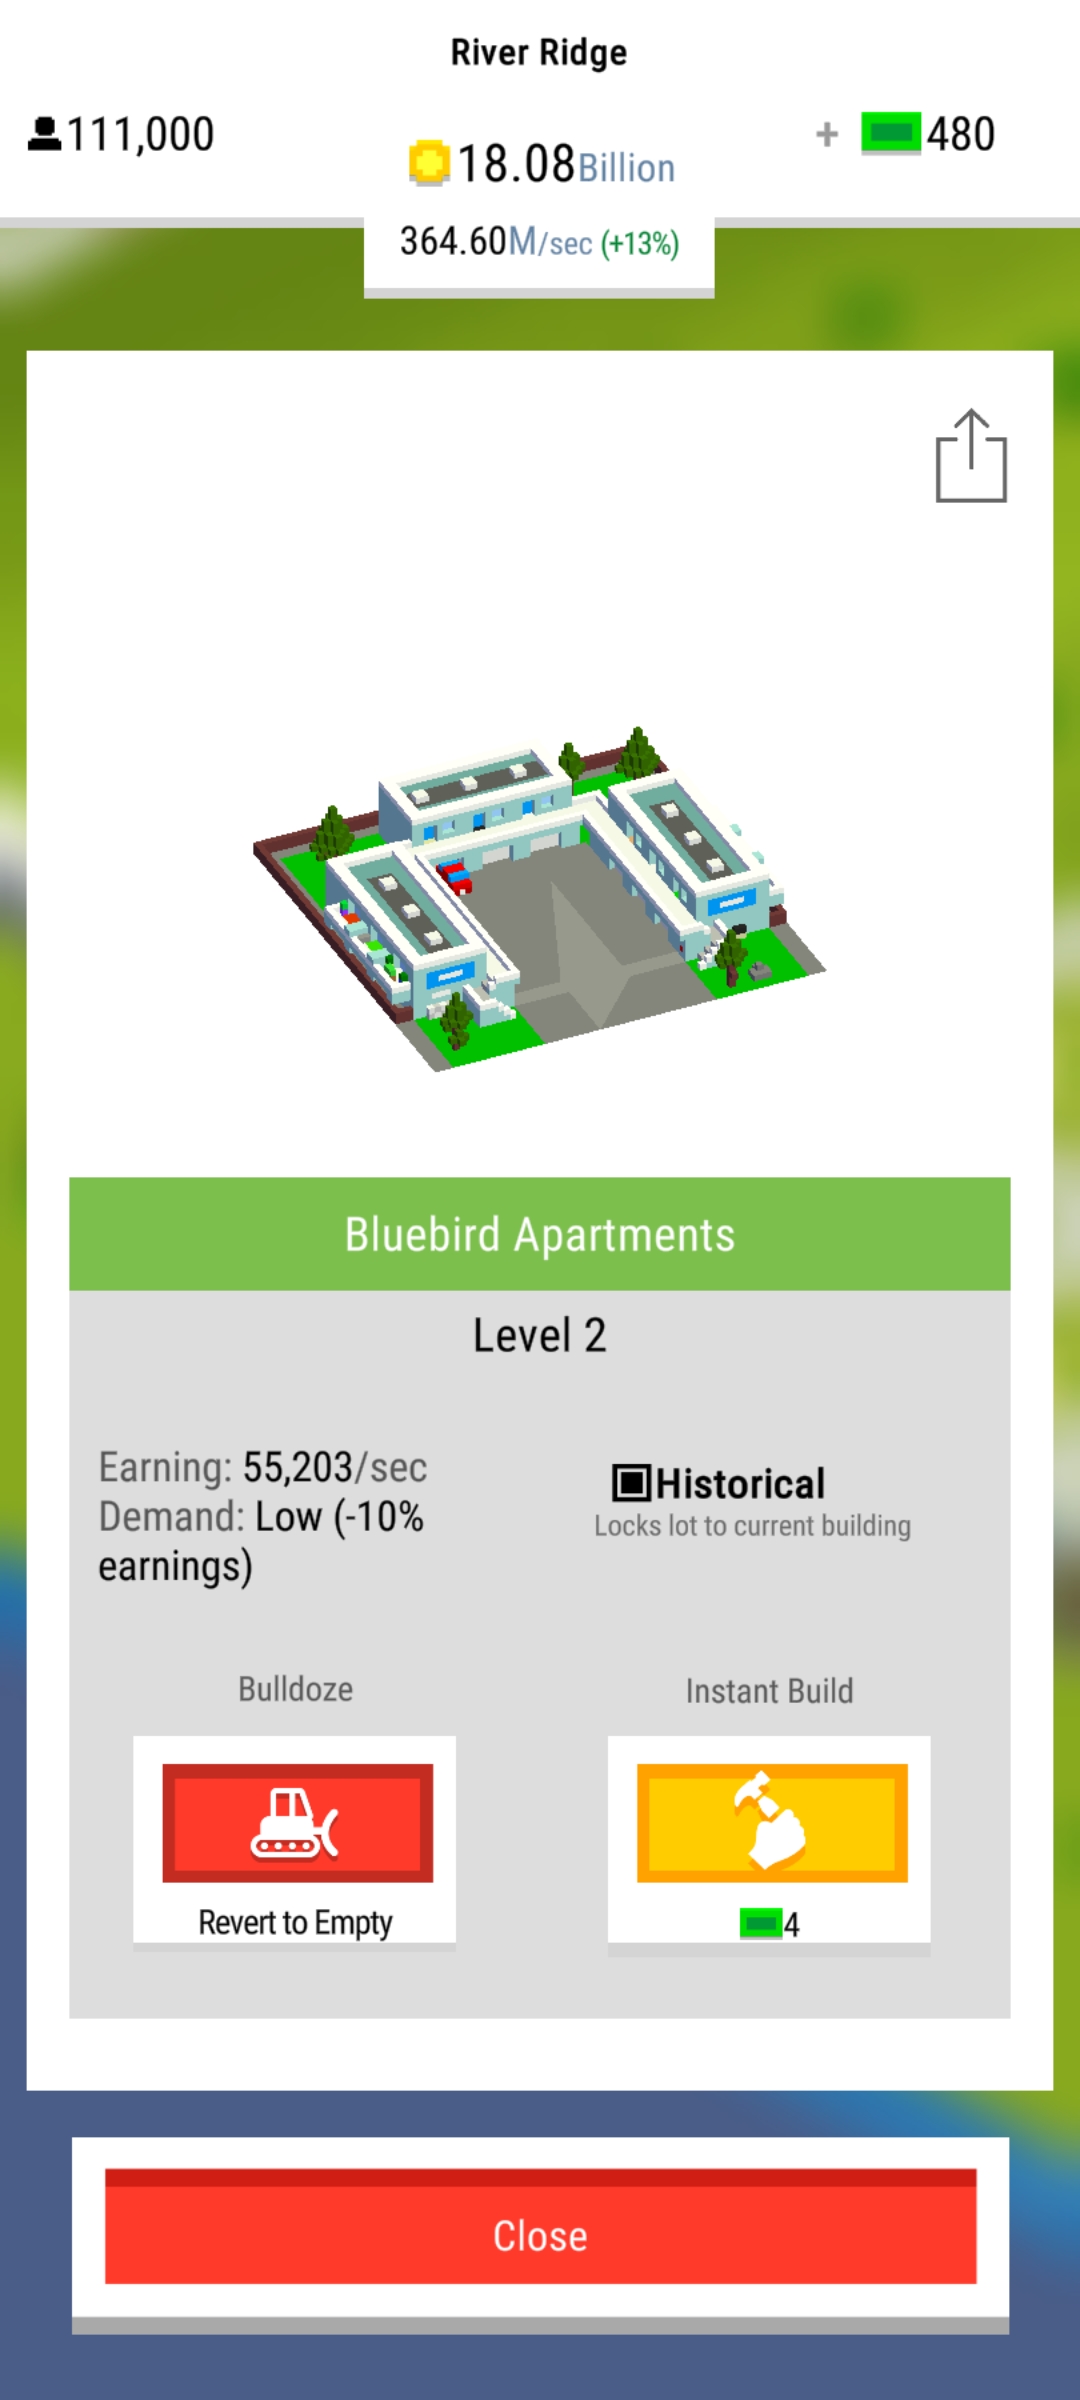 River Ridge
111,000
18.08Billion
+ 480
364.60M/sec (+13%)
Bluebird Apartments
Level 2
Earning: 55,203/sec
Demand: Low (-10%
earnings)
Historical
Locks lot to current building
Bulldoze
Instant Build
Revert to Empty
4
Close